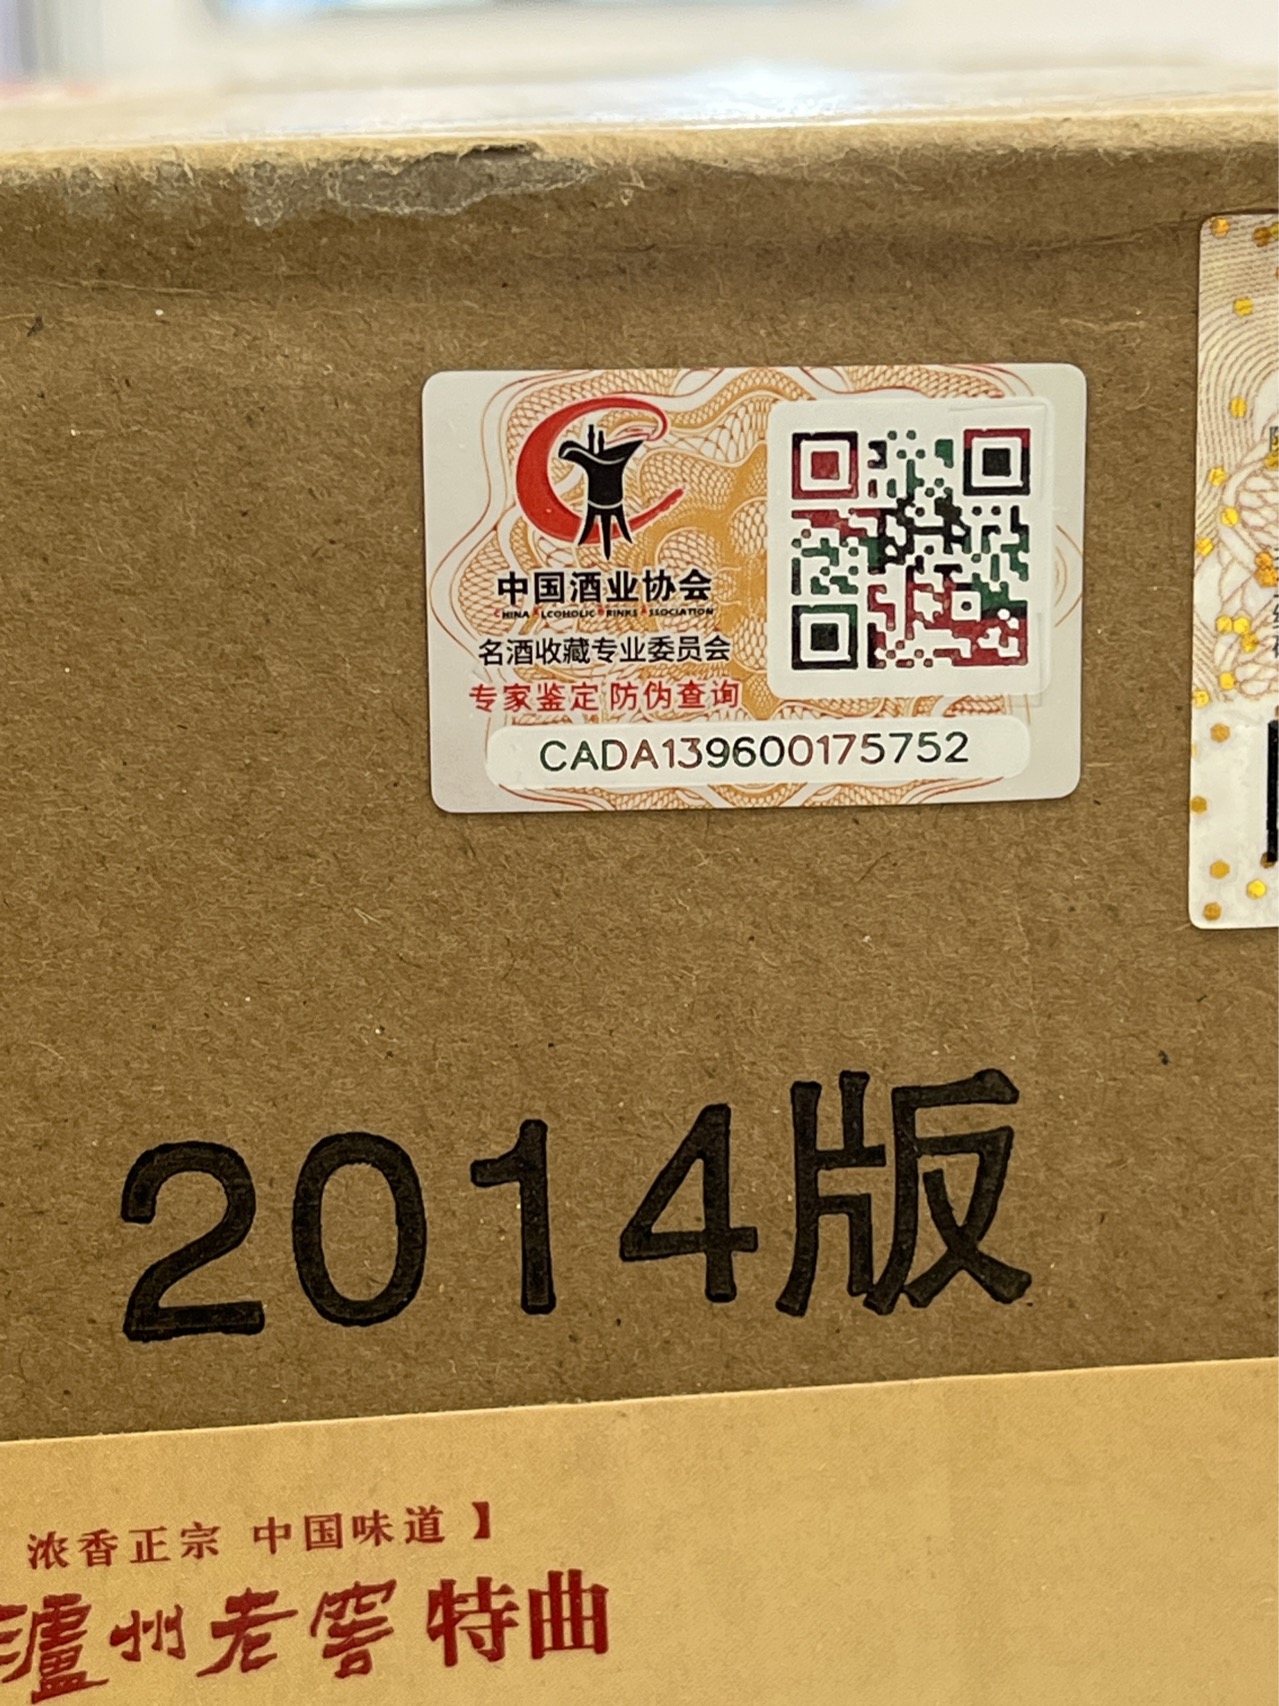 中国酒业协会
CHINA ALCOHOLIC DRINKS ASSOCIATION
名酒收藏专业委员会
专家鉴定 防伪查询
CADA139600175752
2014版
浓香正宗 中国味道】
泸州老窖 特曲